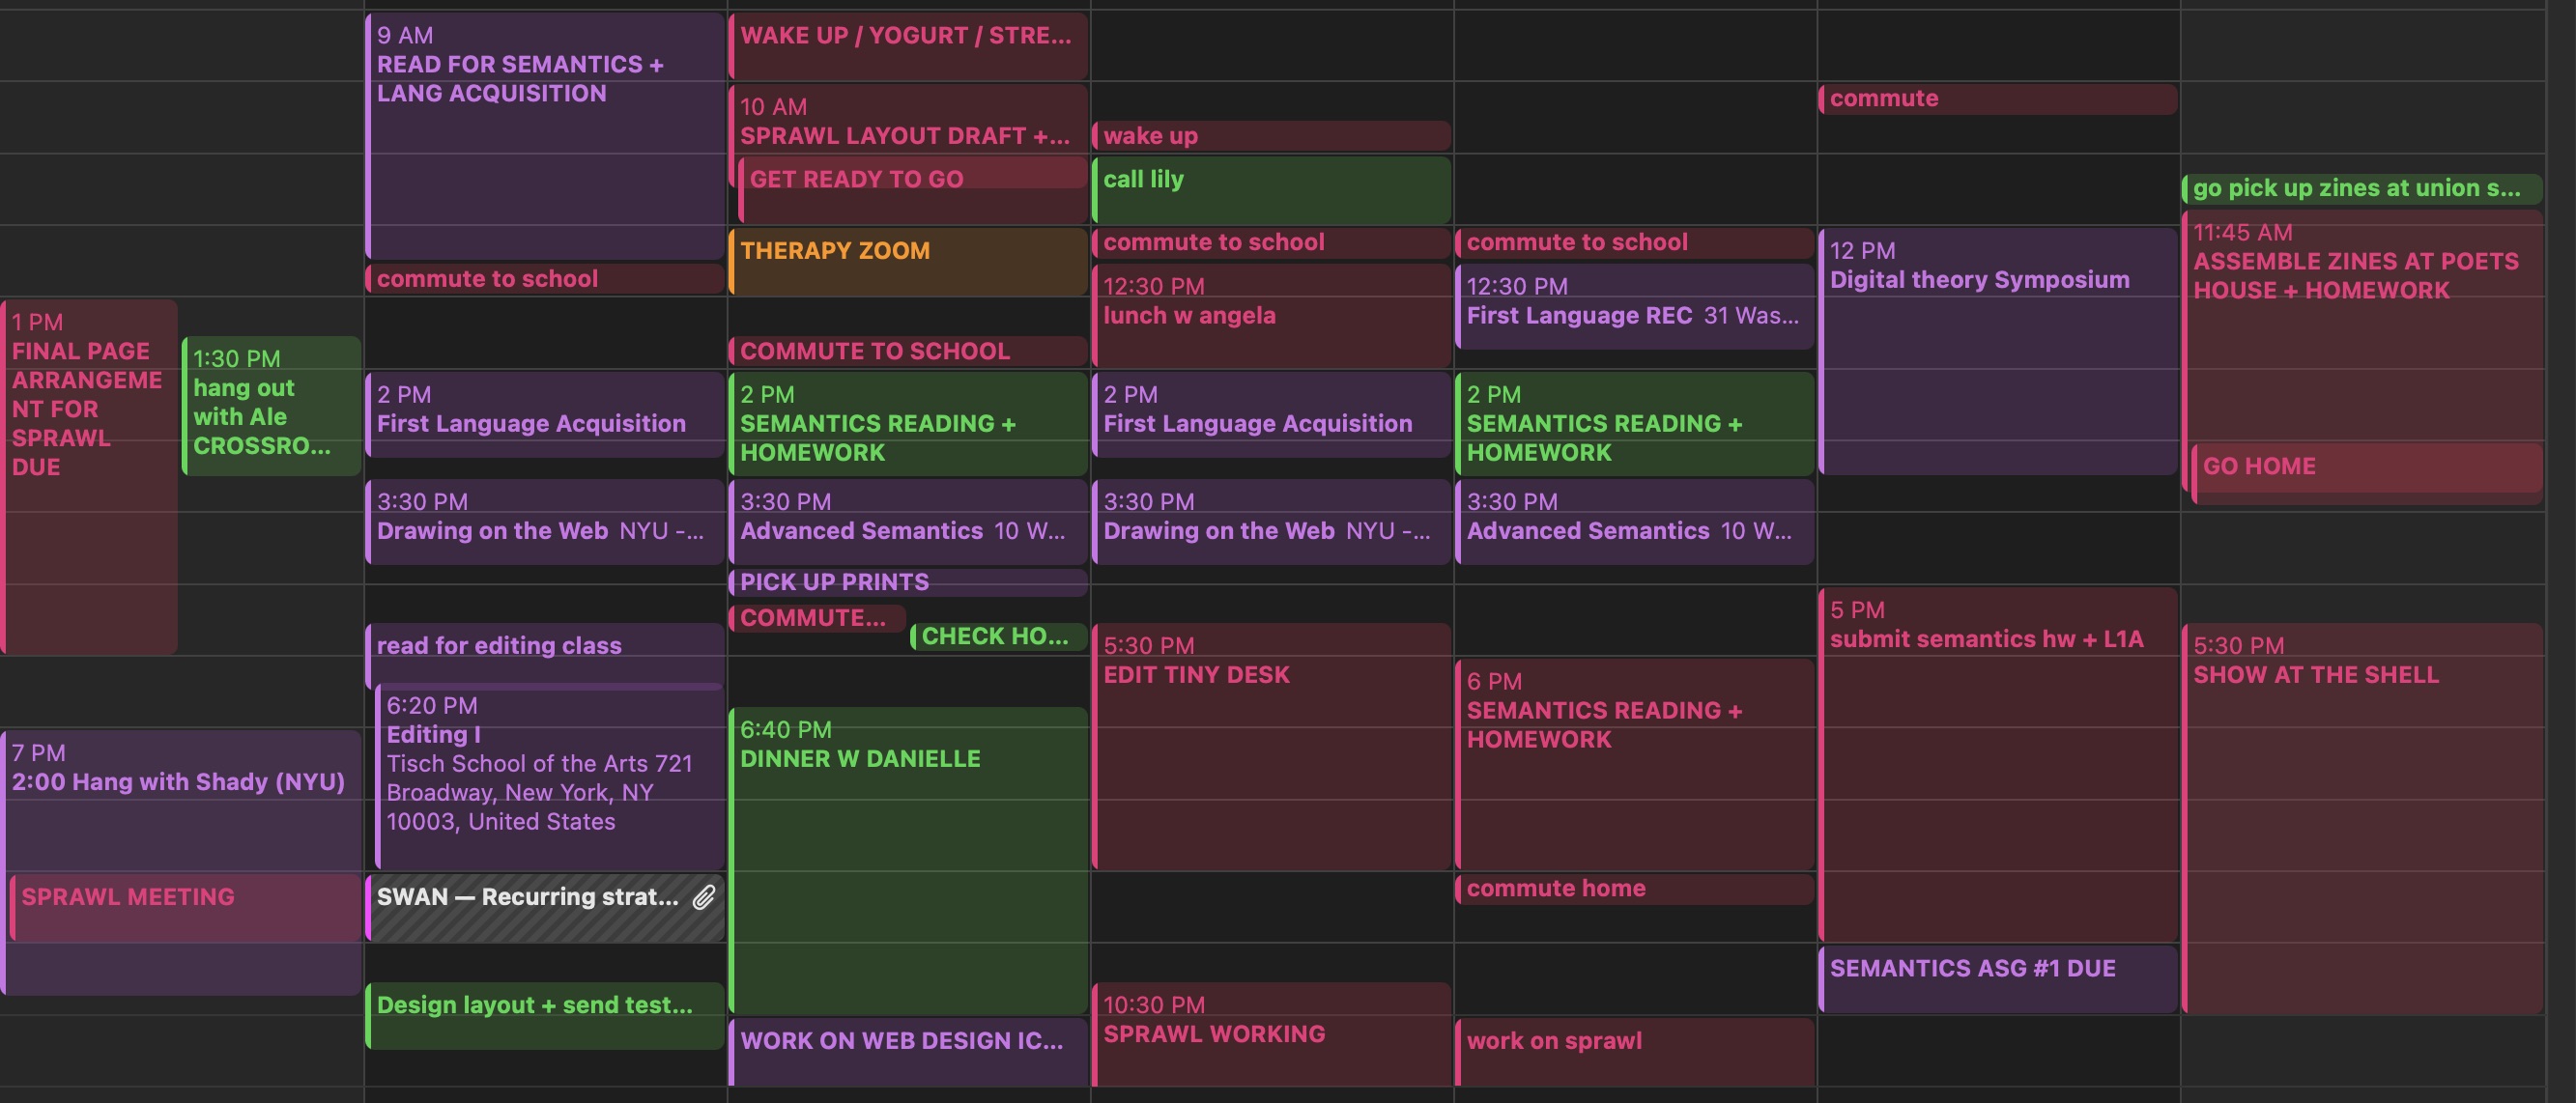 1 PM
FINAL PAGE
ARRANGEME
NT FOR
SPRAWL
DUE
1:30 PM
hang out
with Ale
CROSSRO...
7 PM
2:00 Hang with Shady (NYU)
SPRAWL MEETING
9 AM
READ FOR SEMANTICS +
LANG ACQUISITION
commute to school
2 PM
First Language Acquisition
3:30 PM
Drawing on the Web NYU -...
read for editing class
6:20 PM
Editing I
Tisch School of the Arts 721
Broadway, New York, NY
10003, United States
SWAN — Recurring strat...
Design layout + send test...
WAKE UP / YOGURT / STRE...
10 AM
SPRAWL LAYOUT DRAFT +...
GET READY TO GO
THERAPY ZOOM
COMMUTE TO SCHOOL
2 PM
SEMANTICS READING +
HOMEWORK
3:30 PM
Advanced Semantics 10 W...
PICK UP PRINTS
COMMUTE...
CHECK HO...
6:40 PM
DINNER W DANIELLE
WORK ON WEB DESIGN IC...
wake up
call lily
commute to school
12:30 PM
lunch w angela
2 PM
First Language Acquisition
3:30 PM
Drawing on the Web NYU -...
5:30 PM
EDIT TINY DESK
10:30 PM
SPRAWL WORKING
commute to school
12:30 PM
First Language REC 31 Was...
2 PM
SEMANTICS READING +
HOMEWORK
3:30 PM
Advanced Semantics 10 W...
6 PM
SEMANTICS READING +
HOMEWORK
commute home
work on sprawl
commute
12 PM
Digital theory Symposium
5 PM
submit semantics hw + L1A
SEMANTICS ASG #1 DUE
go pick up zines at union s...
11:45 AM
ASSEMBLE ZINES AT POETS
HOUSE + HOMEWORK
GO HOME
5:30 PM
SHOW AT THE SHELL